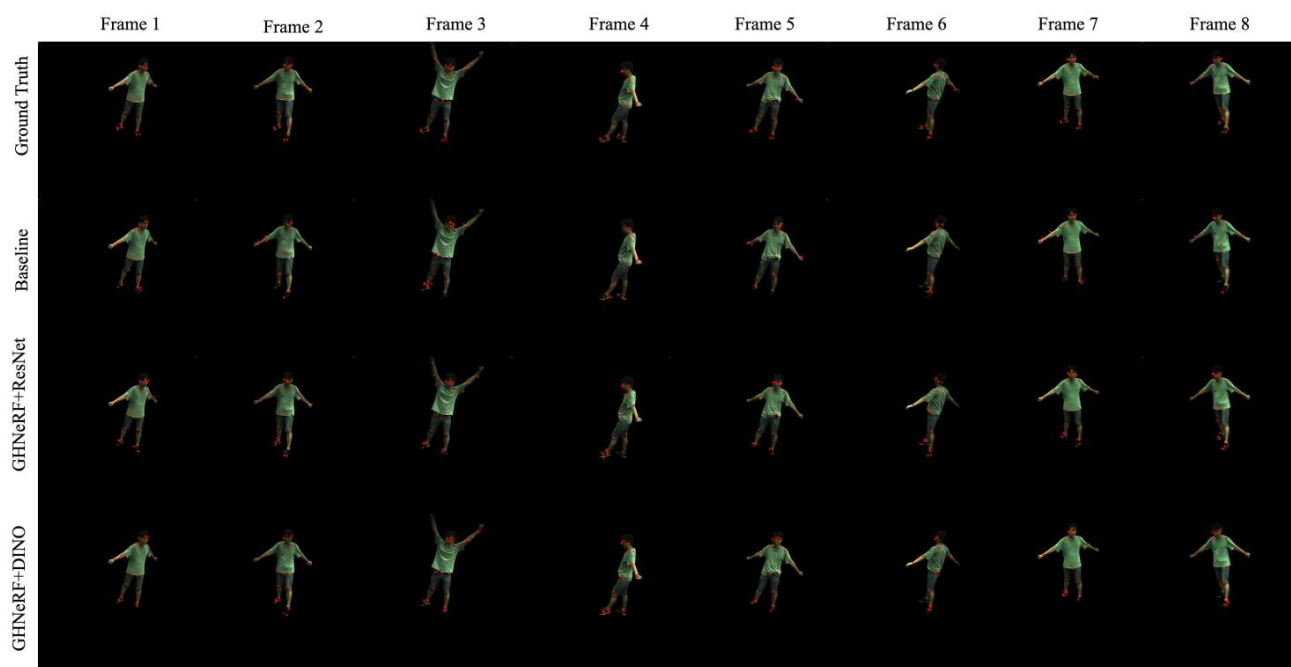 Frame 1 Frame 2 Frame 3 Frame 4 Frame 5 Frame 6 Frame 7 Frame 8
Ground Truth
Baseline
GHNeRF+ResNet
GHNeRF+DINO